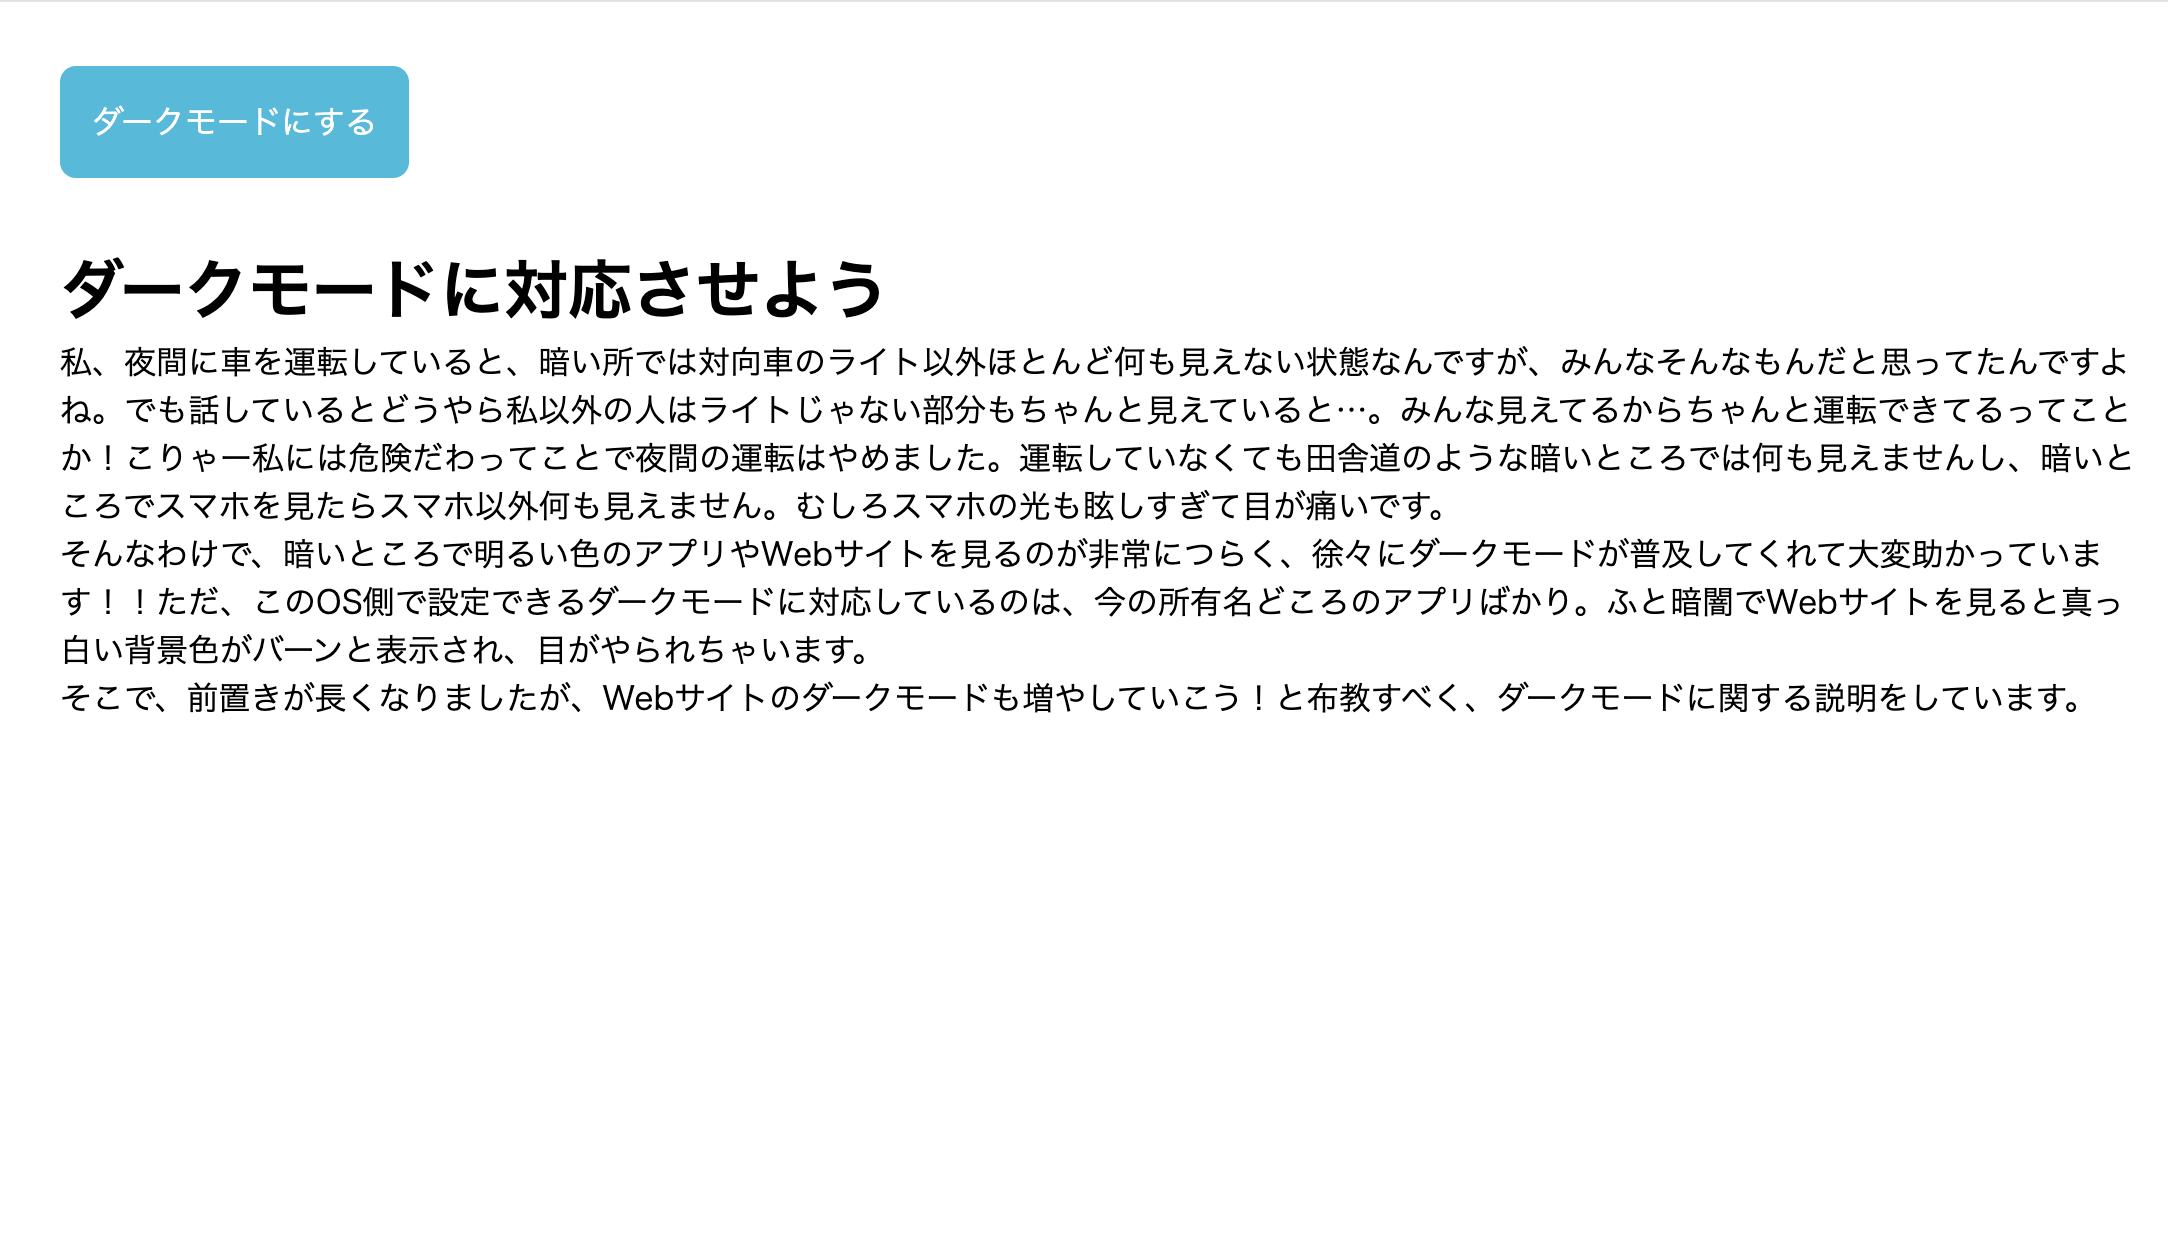 ダークモードにする
ダークモードに対応させよう
私、夜間に車を運転していると、暗い所では対向車のライト以外ほとんど何も見えない状態なんですが、みんなそんなもんだと思ってたんですよ
ね。でも話しているとどうやら私以外の人はライトじゃない部分もちゃんと見えていると…。みんな見えてるからちゃんと運転できてるってこと
か！こりゃー私には危険だわってことで夜間の運転はやめました。運転していなくても田舎道のような暗いところでは何も見えませんし、暗いと
ころでスマホを見たらスマホ以外何も見えません。むしろスマホの光も眩しすぎて目が痛いです。
そんなわけで、暗いところで明るい色のアプリやWebサイトを見るのが非常につらく、徐々にダークモードが普及してくれて大変助かっていま
す！！ただ、このOS側で設定できるダークモードに対応しているのは、今の所有名どころのアプリばかり。ふと暗闇でWebサイトを見ると真っ
白い背景色がバーンと表示され、目がやられちゃいます。
そこで、前置きが長くなりましたが、Webサイトのダークモードも増やしていこう！と布教すべく、ダークモードに関する説明をしています。